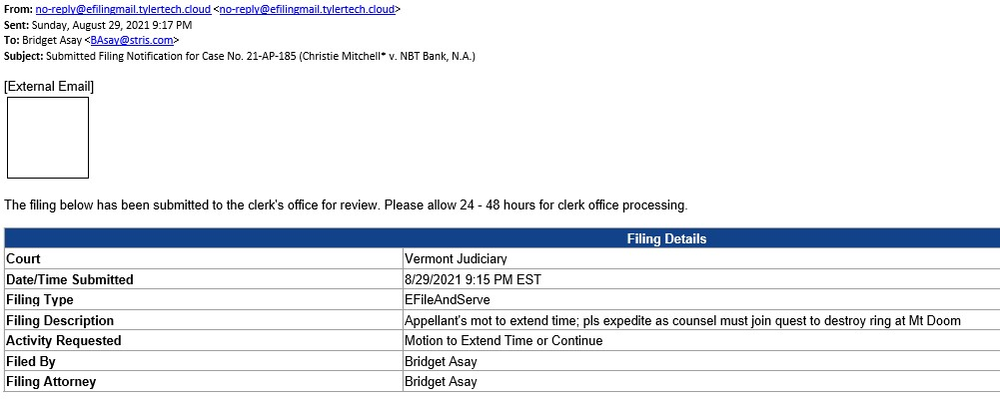 From: no-reply@efilingmail.tylertech.cloud <no-reply@efilingmail.tylertech.cloud>
Sent: Sunday, August 29, 2021 9:17 PM
To: Bridget Asay <BAsay@stris.com>
Subject: Submitted Filing Notification for Case No. 21-AP-185 (Christie Mitchell* v. NBT Bank, N.A.)
[External Email]
The filing below has been submitted to the clerk's office for review. Please allow 24 - 48 hours for clerk office processing.
Filing Details
Court Vermont Judiciary
Date/Time Submitted 8/29/2021 9:15 PM EST
Filing Type EFileAndServe
Filing Description Appellant's mot to extend time; pls expedite as counsel must join quest to destroy ring at Mt Doom
Activity Requested Motion to Extend Time or Continue
Filed By Bridget Asay
Filing Attorney Bridget Asay